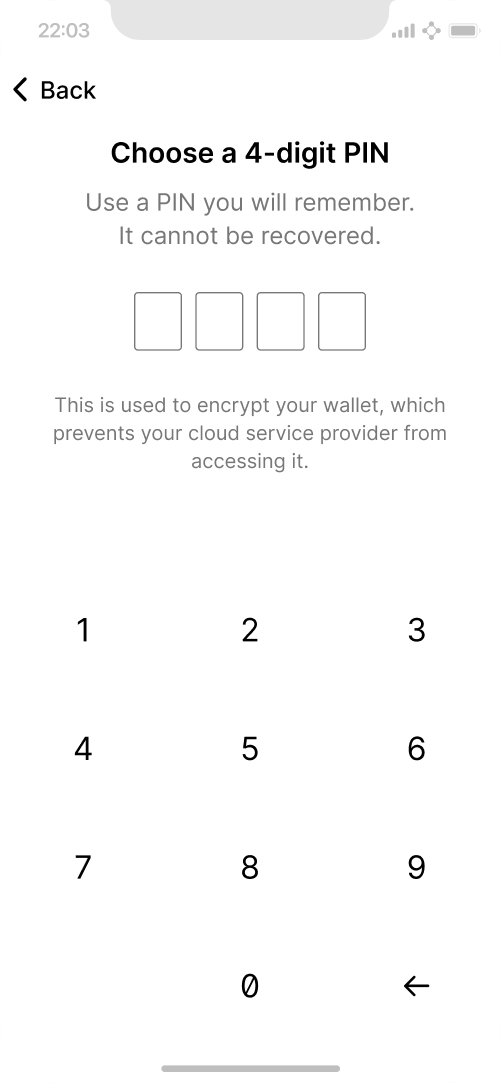 22:03
Back
Choose a 4-digit PIN
Use a PIN you will remember.
It cannot be recovered.
This is used to encrypt your wallet, which
prevents your cloud service provider from
accessing it.
1 2 3
4 5 6
7 8 9
0